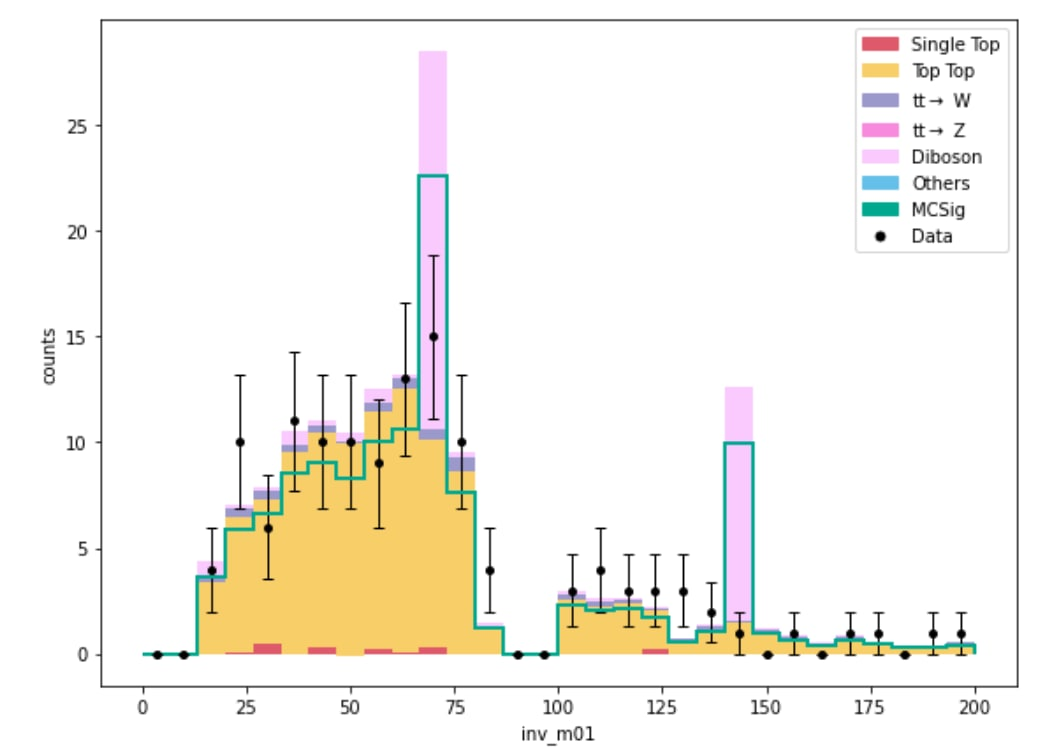 Single Top
Top Top
tt → W
tt → Z
Diboson
Others
MCSig
Data
25
20
15
10
5
0
counts
0 25 50 75 100 125 150 175 200
inv_m01